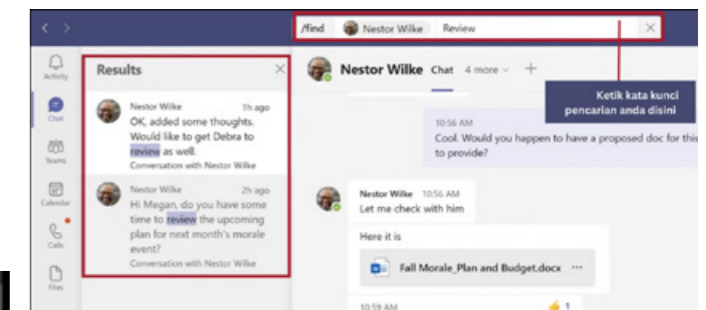 /find Nestor Wilke Review
Activity
Chat
Teams
Calendar
Calls
Files
Results
Nestor Wilke 1h ago
OK, added some thoughts.
Would like to get Debra to
review as well.
Conversation with Nestor Wilke
Nestor Wilke 2h ago
Hi Megan, do you have some
time to review the upcoming
plan for next month's morale
event?
Conversation with Nestor Wilke
Nestor Wilke Chat 4 more
Ketik kata kunci
pencarian anda disini
10:56 AM
Cool. Would you happen to have a proposed doc for this
to provide?
Nestor Wilke 10:56 AM
Let me check with him
Here it is
Fall Morale_Plan and Budget.docx ...
10:59 AM 1